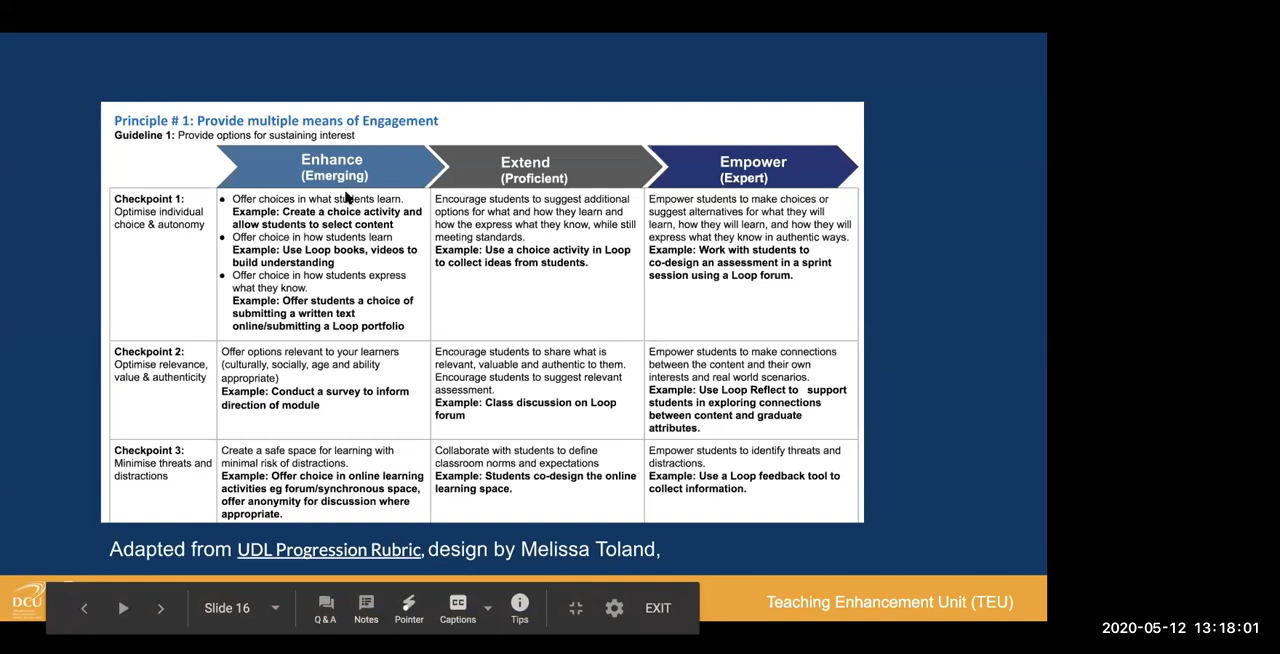 Principle # 1: Provide multiple means of Engagement
Guideline 1: Provide options for sustaining interest
Enhance
(Emerging)
Extend
(Proficient)
Empower
(Expert)
Checkpoint 1:
Optimise individual
choice & autonomy
● Offer choices in what students learn.
Example: Create a choice activity and
allow students to select content
● Offer choice in how students learn
Example: Use Loop books, videos to
build understanding
● Offer choice in how students express
what they know.
Example: Offer students a choice of
submitting a written text
online/submitting a Loop portfolio
Encourage students to suggest additional
options for what and how they learn and
how the express what they know, while still
meeting standards.
Example: Use a choice activity in Loop
to collect ideas from students.
Empower students to make choices or
suggest alternatives for what they will
learn, how they will learn, and how they will
express what they know in authentic ways.
Example: Work with students to
co-design an assessment in a sprint
session using a Loop forum.
Checkpoint 2:
Optimise relevance,
value & authenticity
Offer options relevant to your learners
(culturally, socially, age and ability
appropriate)
Example: Conduct a survey to inform
direction of module
Encourage students to share what is
relevant, valuable and authentic to them.
Encourage students to suggest relevant
assessment.
Example: Class discussion on Loop
forum
Empower students to make connections
between the content and their own
interests and real world scenarios.
Example: Use Loop Reflect to support
students in exploring connections
between content and graduate
attributes.
Checkpoint 3:
Minimise threats and
distractions
Create a safe space for learning with
minimal risk of distractions.
Example: Offer choice in online learning
activities eg forum/synchronous space,
offer anonymity for discussion where
appropriate.
Collaborate with students to define
classroom norms and expectations
Example: Students co-design the online
learning space.
Empower students to identify threats and
distractions.
Example: Use a Loop feedback tool to
collect information.
Adapted from UDL Progression Rubric, design by Melissa Toland,
DCU
Slide 16
Q & A
Notes
Pointer
CC
Captions
Tips
EXIT
Teaching Enhancement Unit (TEU)
2020-05-12 13:18:01